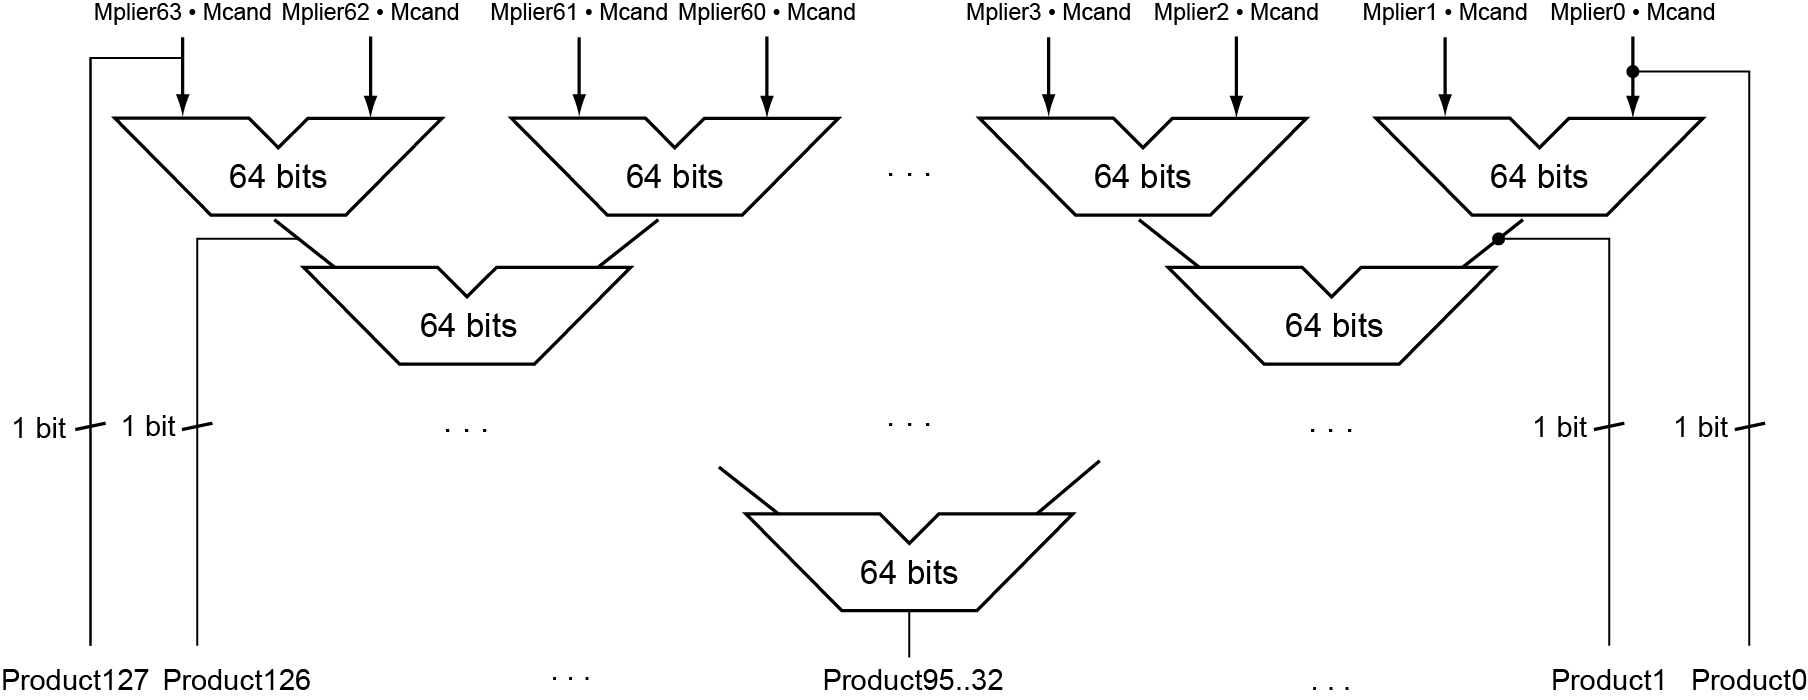 Mplier63 • Mcand Mplier62 • Mcand Mplier61 • Mcand Mplier60 • Mcand Mplier3 • Mcand Mplier2 • Mcand Mplier1 • Mcand Mplier0 • Mcand
64 bits 64 bits . . . 64 bits 64 bits
64 bits 64 bits
1 bit 1 bit . . . . . . . . . 1 bit 1 bit
64 bits
Product127 Product126 . . . Product95..32 . . . Product1 Product0